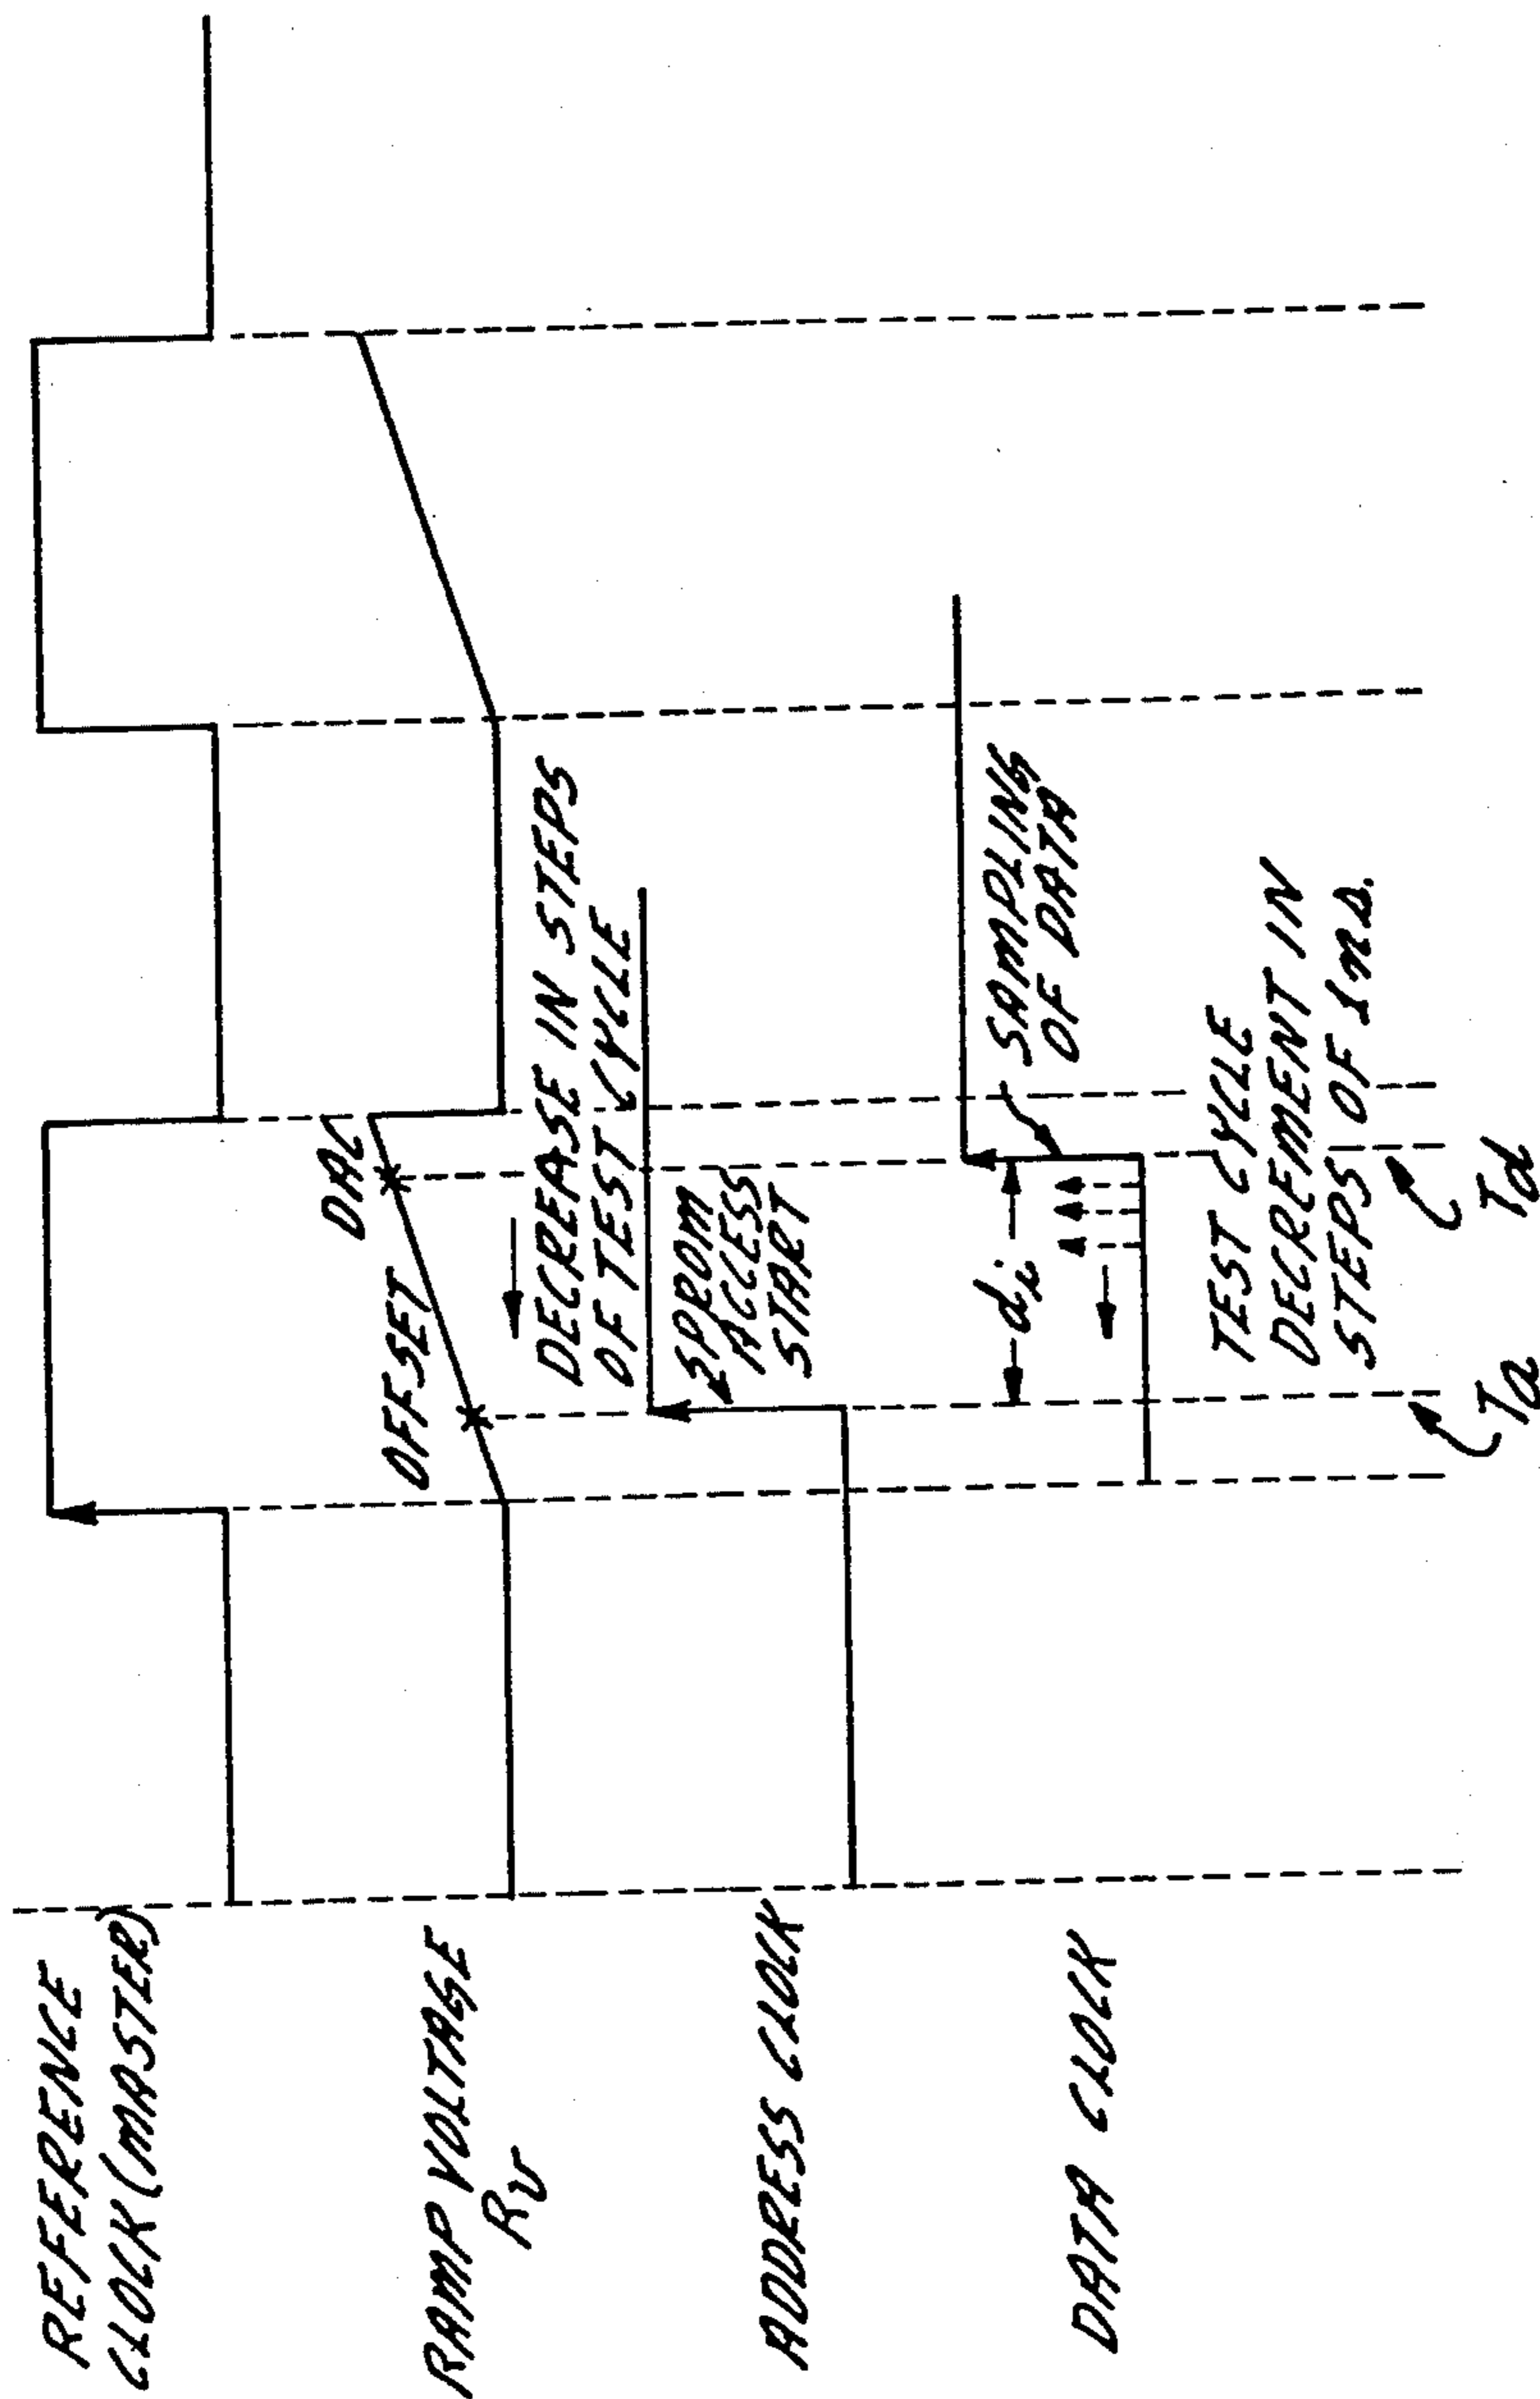 REFERENCE
CLOCK (MASTER)
RAMP VOLTAGE
Rv
OFFSET
DAC
DECREASE IN STEPS
OF TEST CYCLE
ADDRESS CLOCK
SPROM
ACCESS
START
DATA CLOCK
di
SAMPLING
OF DATA
TEST CYCLE
DECREMENT IN
STEPS OF 1ns.
Ta
Td